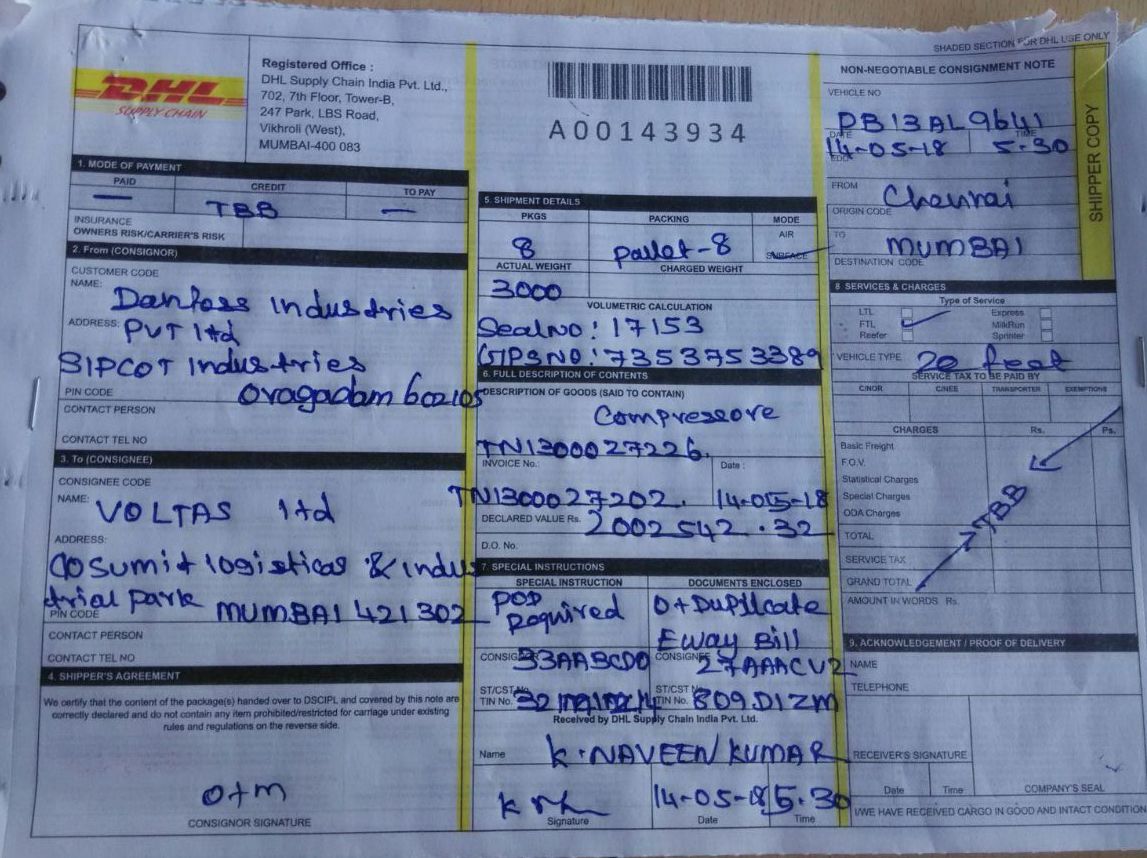 SHADED SECTION FOR DHL USE ONLY
DHL
SUPPLY CHAIN
Registered Office :
DHL Supply Chain India Pvt. Ltd.,
702, 7th Floor, Tower-B,
247 Park, LBS Road,
Vikhroli (West),
MUMBAI-400 083
A00143934
NON-NEGOTIABLE CONSIGNMENT NOTE
VEHICLE NO
PB13AL9641
DATE TIME
14-05-18 5.30
FROM Chennai
ORIGIN CODE
TO MUMBAI
DESTINATION CODE
SHIPPER COPY
1. MODE OF PAYMENT
PAID CREDIT TO PAY
— TBB —
INSURANCE
OWNERS RISK/CARRIER'S RISK
2. From (CONSIGNOR)
CUSTOMER CODE
NAME: Danfoss industries
ADDRESS: PVT ltd
SIPCOT Industries
PIN CODE Oragadam 602105
CONTACT PERSON
CONTACT TEL NO
3. To (CONSIGNEE)
CONSIGNEE CODE
NAME: VOLTAS ltd
ADDRESS:
CO sumit logisticas & indus
trial park
PIN CODE MUMBAI 421302
CONTACT PERSON
CONTACT TEL NO
4. SHIPPER'S AGREEMENT
We certify that the content of the package(s) handed over to DSCIPL and covered by this note are
correctly declared and do not contain any item prohibited/restricted for carriage under existing
rules and regulations on the reverse side.
O+m
CONSIGNOR SIGNATURE
5. SHIPMENT DETAILS
PKGS PACKING MODE
8 pallet-8 AIR
SURFACE
ACTUAL WEIGHT CHARGED WEIGHT
3000
VOLUMETRIC CALCULATION
Seal NO: 17153
GPS NO: 7353753389
6. FULL DESCRIPTION OF CONTENTS
DESCRIPTION OF GOODS (SAID TO CONTAIN)
Compressore
TN1300027226.
INVOICE No.: Date :
TN1300027202. 14-05-18
DECLARED VALUE Rs. 2002542.32
D.O. No.
7. SPECIAL INSTRUCTIONS
SPECIAL INSTRUCTION DOCUMENTS ENCLOSED
POD O+Duplicate
Required Eway Bill
CONSIGNOR 33AABCD0 CONSIGNEE 27AAACV2
ST/CST No. ST/CST No.
TIN No. TIN No. 809.D1ZM
Received by DHL Supply Chain India Pvt. Ltd.
Name K.NAVEEN KUMAR
14-05-18 5.30
Signature Date Time
8 SERVICES & CHARGES
Type of Service
LTL Express
FTL MilkRun
Reefer Sprinter
VEHICLE TYPE 20 feet
SERVICE TAX TO BE PAID BY
C/NOR C/NEE TRANSPORTER EXEMPTIONS
CHARGES Rs. Ps.
Basic Freight
F.O.V.
Statistical Charges
Special Charges
ODA Charges
TBB
TOTAL
SERVICE TAX
GRAND TOTAL
AMOUNT IN WORDS Rs.
9. ACKNOWLEDGEMENT / PROOF OF DELIVERY
NAME
TELEPHONE
RECEIVER'S SIGNATURE
Date Time COMPANY'S SEAL
I/WE HAVE RECEIVED CARGO IN GOOD AND INTACT CONDITION